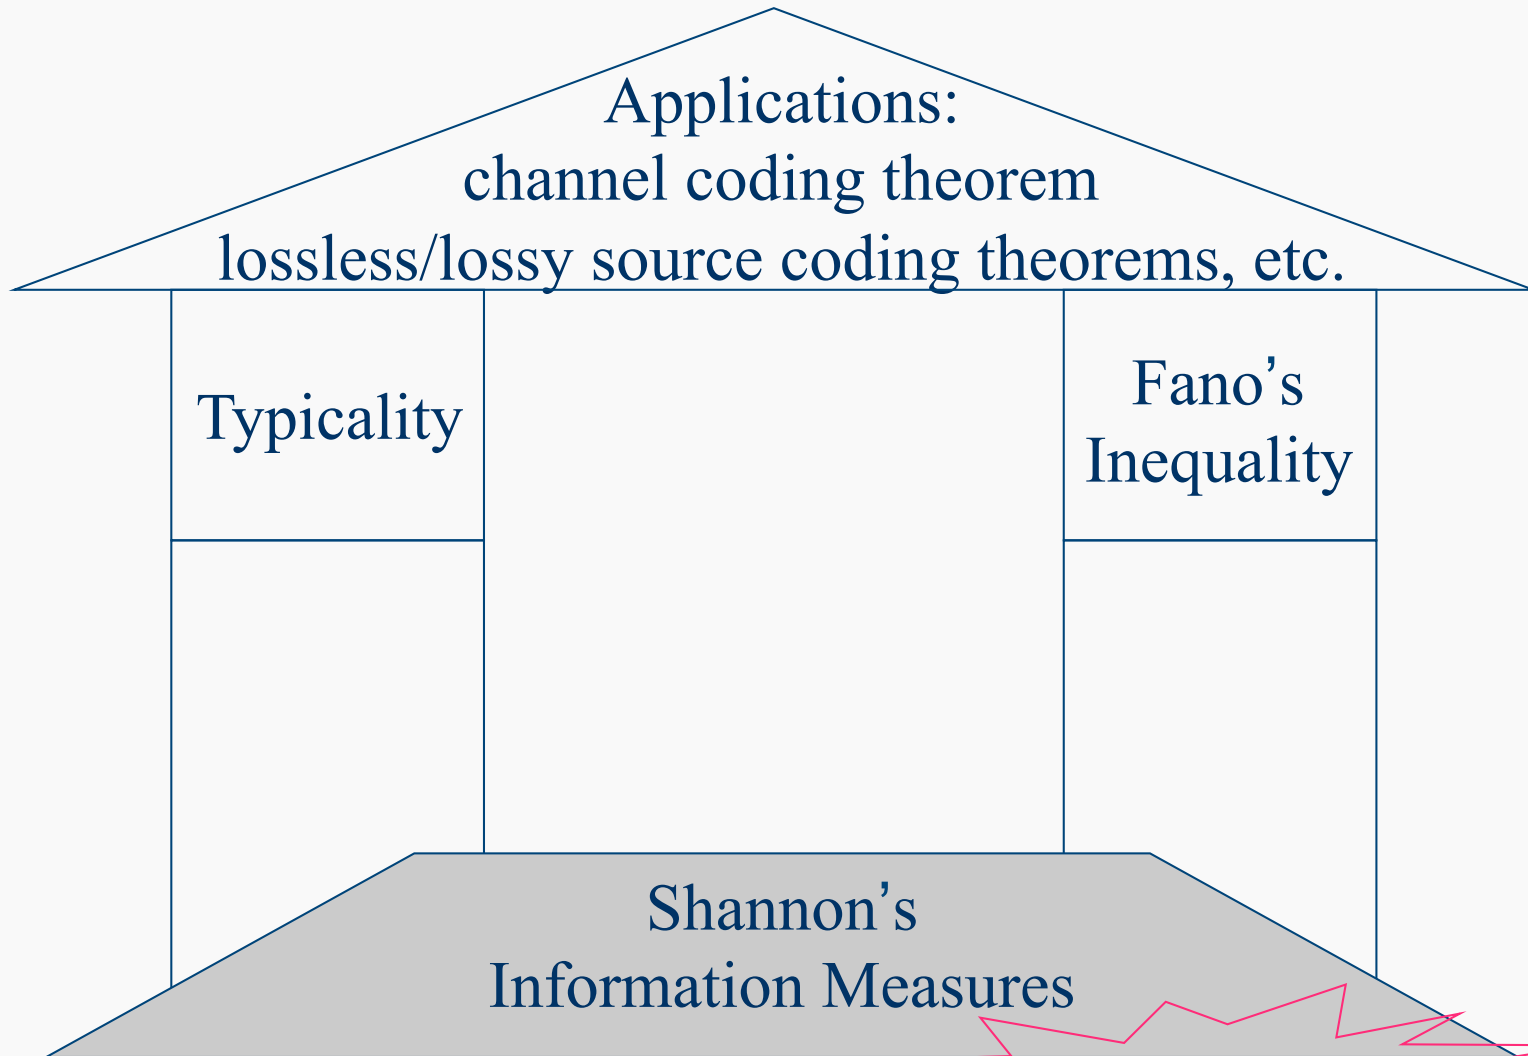 Applications:
channel coding theorem
lossless/lossy source coding theorems, etc.
Typicality
Fano’s
Inequality
Shannon’s
Information Measures